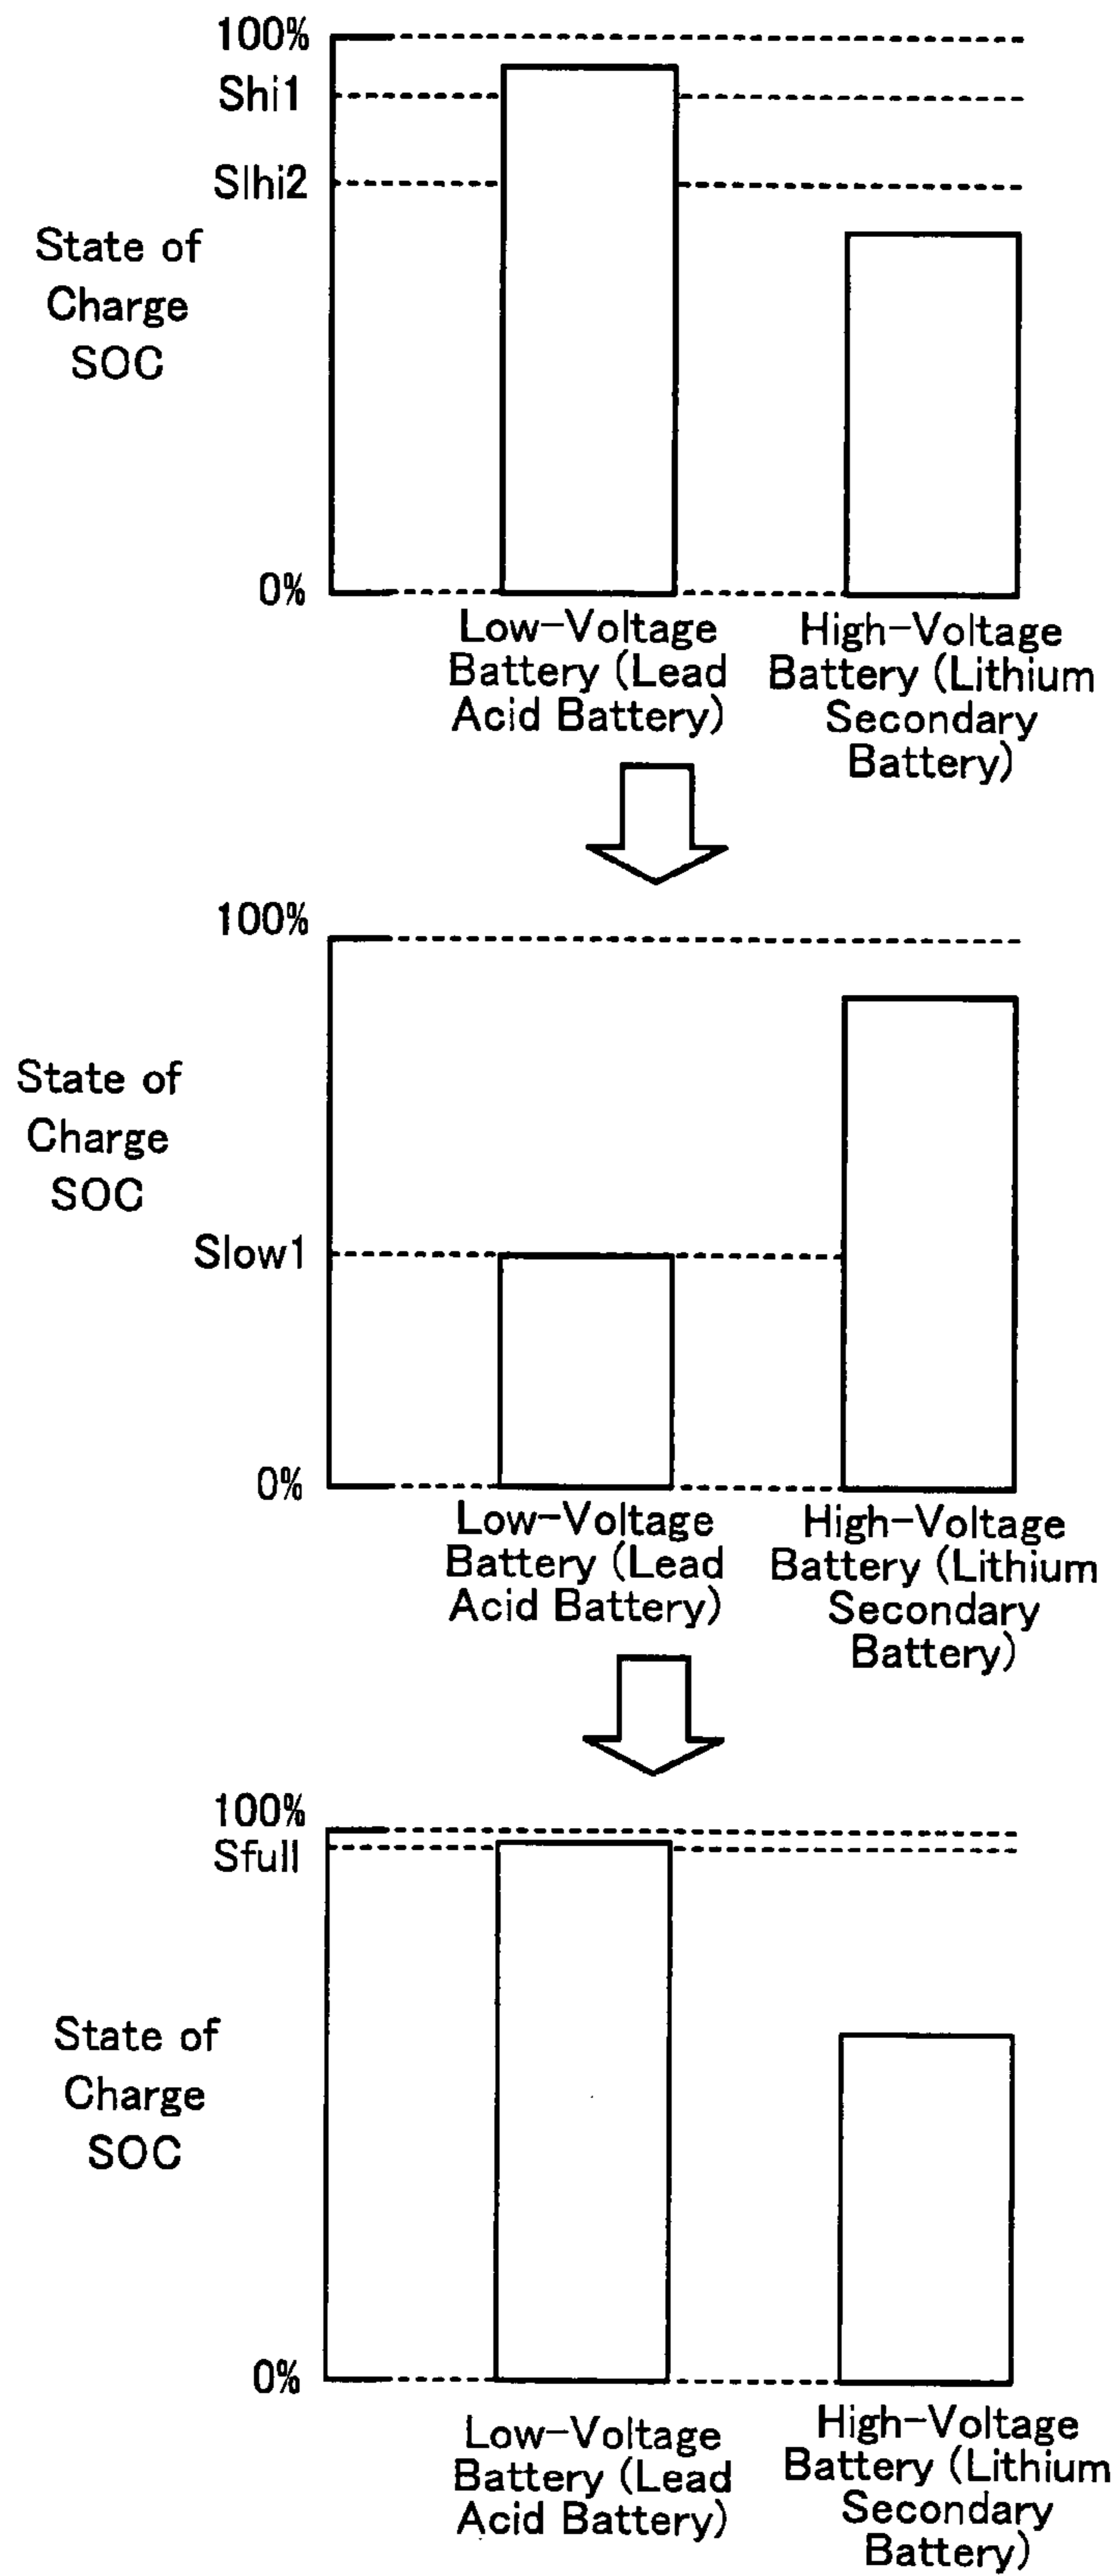 100%
Shi1
Slhi2
State of
Charge
SOC
0%
Low-Voltage
Battery (Lead
Acid Battery)
High-Voltage
Battery (Lithium
Secondary
Battery)
100%
State of
Charge
SOC
Slow1
0%
Low-Voltage
Battery (Lead
Acid Battery)
High-Voltage
Battery (Lithium
Secondary
Battery)
100%
Sfull
State of
Charge
SOC
0%
Low-Voltage
Battery (Lead
Acid Battery)
High-Voltage
Battery (Lithium
Secondary
Battery)